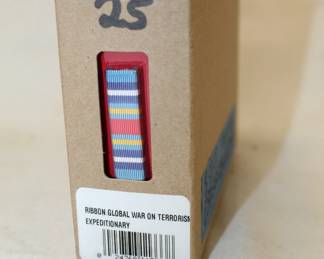 25
RIBBON.GLOBAL WAR ON TERRORISM
EXPEDITIONARY